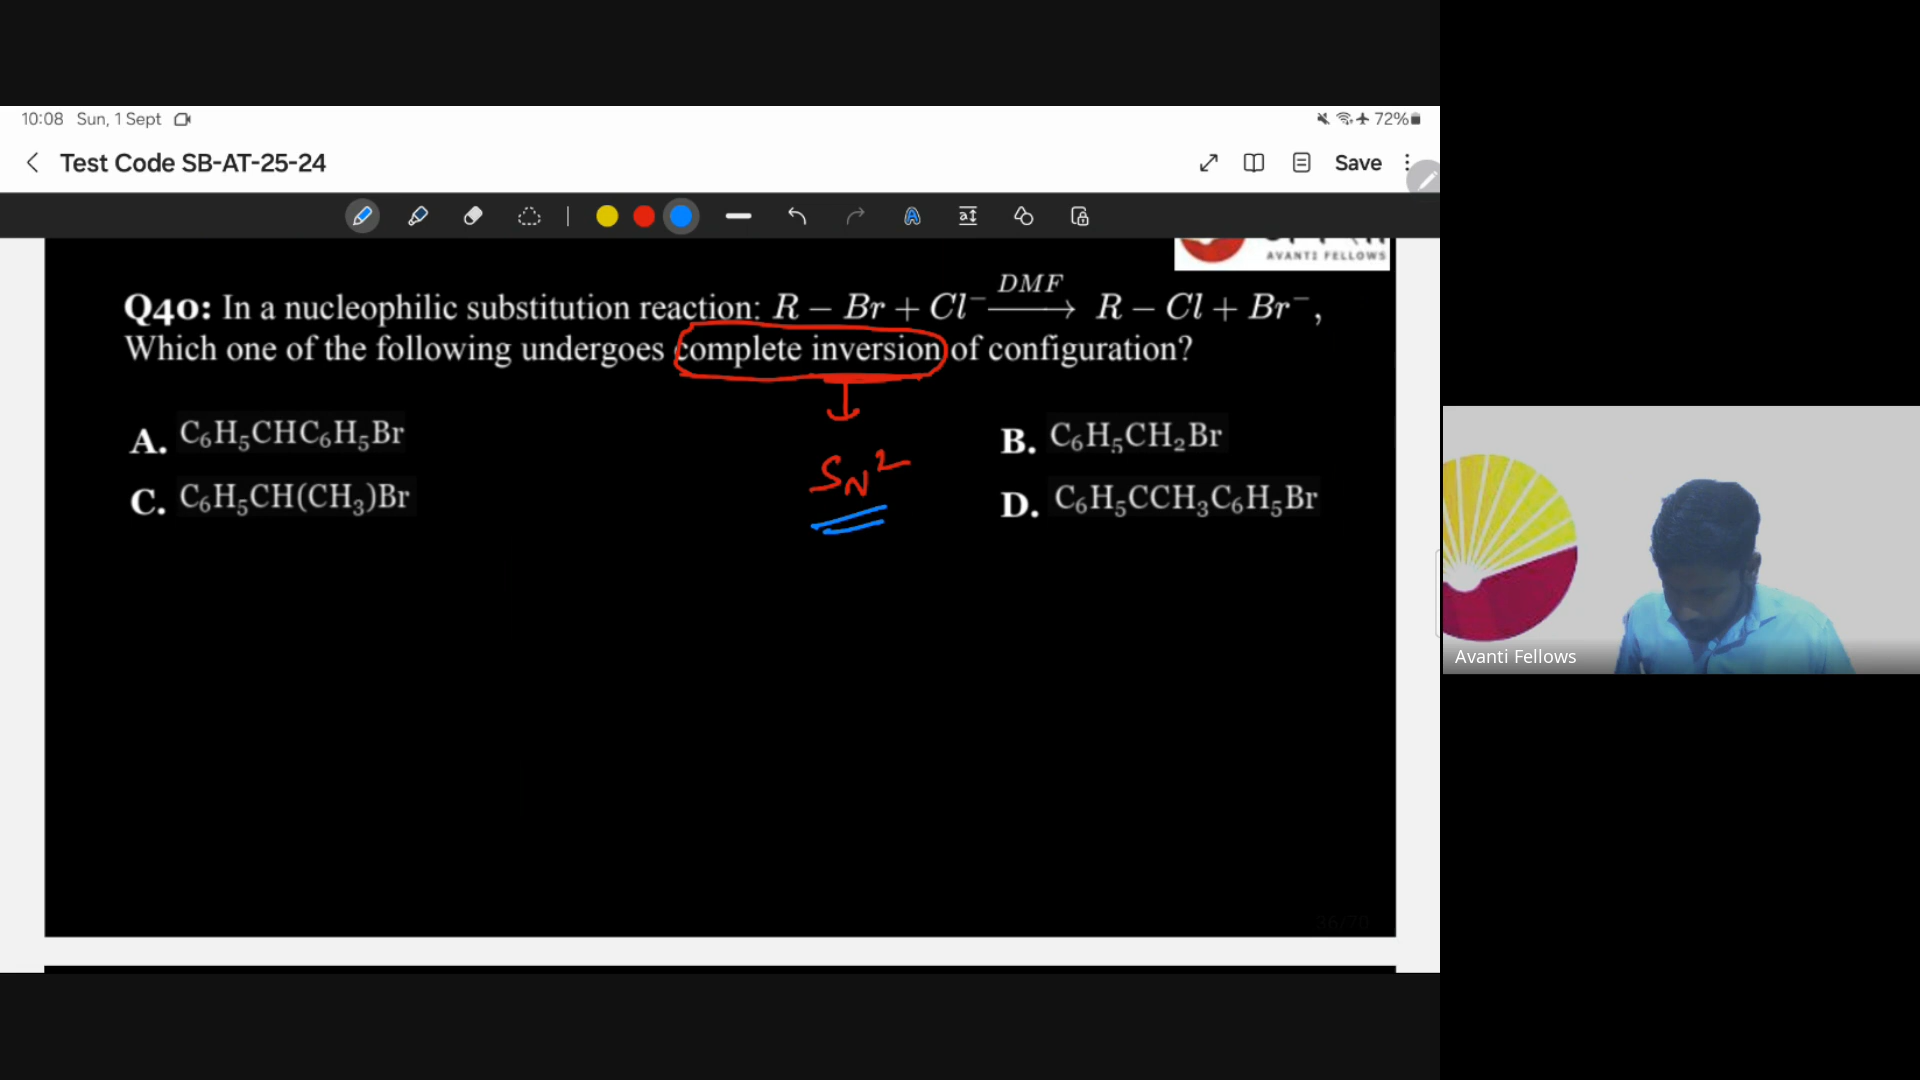 10:08 Sun, 1 Sept
72%
Test Code SB-AT-25-24
Save
AVANTI FELLOWS
Q40: In a nucleophilic substitution reaction: R − Br + Cl⁻ —DMF→ R − Cl + Br⁻,
Which one of the following undergoes complete inversion of configuration?
A. C₆H₅CHC₆H₅Br
B. C₆H₅CH₂Br
C. C₆H₅CH(CH₃)Br
D. C₆H₅CCH₃C₆H₅Br
SN²
36/70
Avanti Fellows